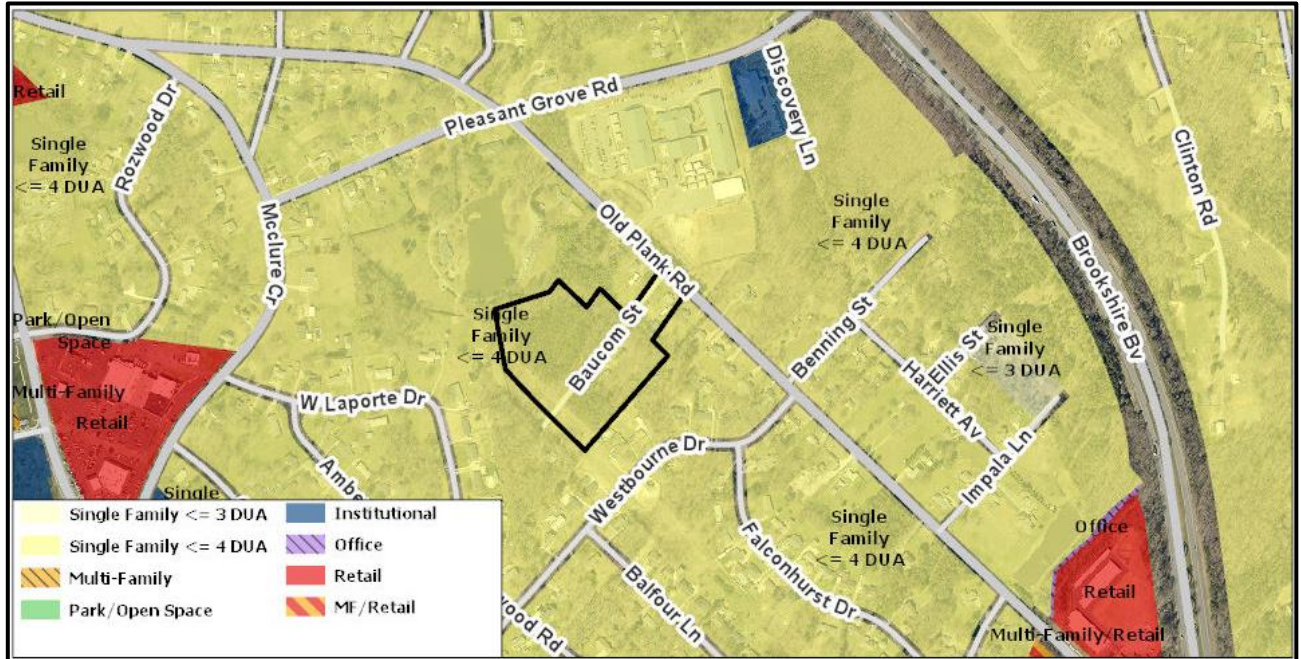 Retail
Rozwood Dr
Single
Family
<= 4 DUA
Pleasant Grove Rd
Discovery Ln
Clinton Rd
Mcclure Cr
Old Plank Rd
Single
Family
<= 4 DUA
Brookshire Bv
Park/Open
Space
Single
Family
<= 4 DUA
Baucom St
Benning St
Ellis St
Single
Family
<= 3 DUA
Harriett Av
Multi-Family
Retail
W Laporte Dr
Westbourne Dr
Impala Ln
Single
Falconhurst Dr
Single
Family
<= 4 DUA
Office
Retail
Balfour Ln
Multi-Family/Retail
Single Family <= 3 DUA
Single Family <= 4 DUA
Multi-Family
Park/Open Space
Institutional
Office
Retail
MF/Retail